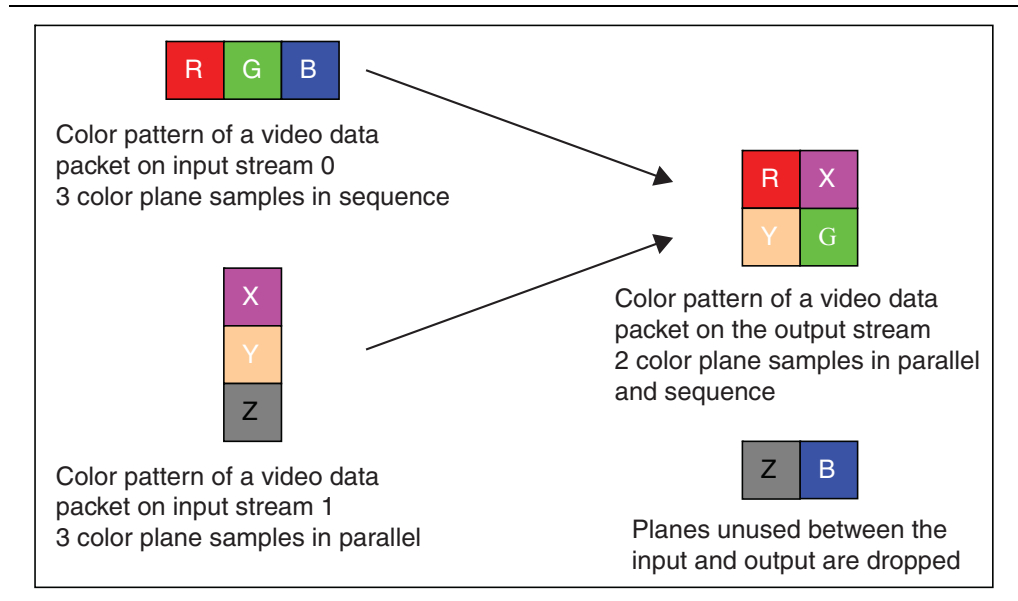 R G B
Color pattern of a video data
packet on input stream 0
3 color plane samples in sequence
X
Y
Z
Color pattern of a video data
packet on input stream 1
3 color plane samples in parallel
R X
Y G
Color pattern of a video data
packet on the output stream
2 color plane samples in parallel
and sequence
Z B
Planes unused between the
input and output are dropped